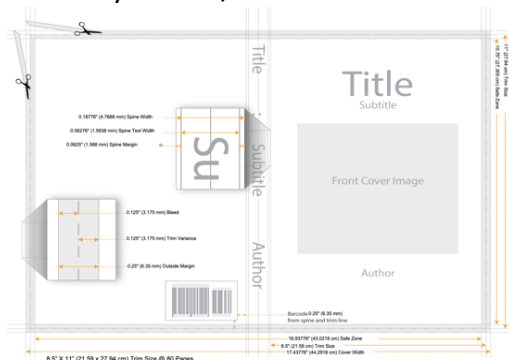 Title
Subtitle
Front Cover Image
Author
Title
Subtitle
Author
Su
0.18776" (4.7688 mm) Spine Width
0.06276" (1.5938 mm) Spine Text Width
0.0625" (1.588 mm) Spine Margin
0.125" (3.175 mm) Bleed
0.125" (3.175 mm) Trim Variance
0.25" (6.35 mm) Outside Margin
Barcode 0.25" (6.35 mm)
from spine and trim line
11" (27.94 cm) Trim Size
10.75" (27.305 cm) Safe Zone
16.93776" (43.0218 cm) Safe Zone
8.5" (21.59 cm) Trim Size
17.43776" (44.2918 cm) Cover Width
8.5" X 11" (21.59 x 27.94 cm) Trim Size @ 80 Pages